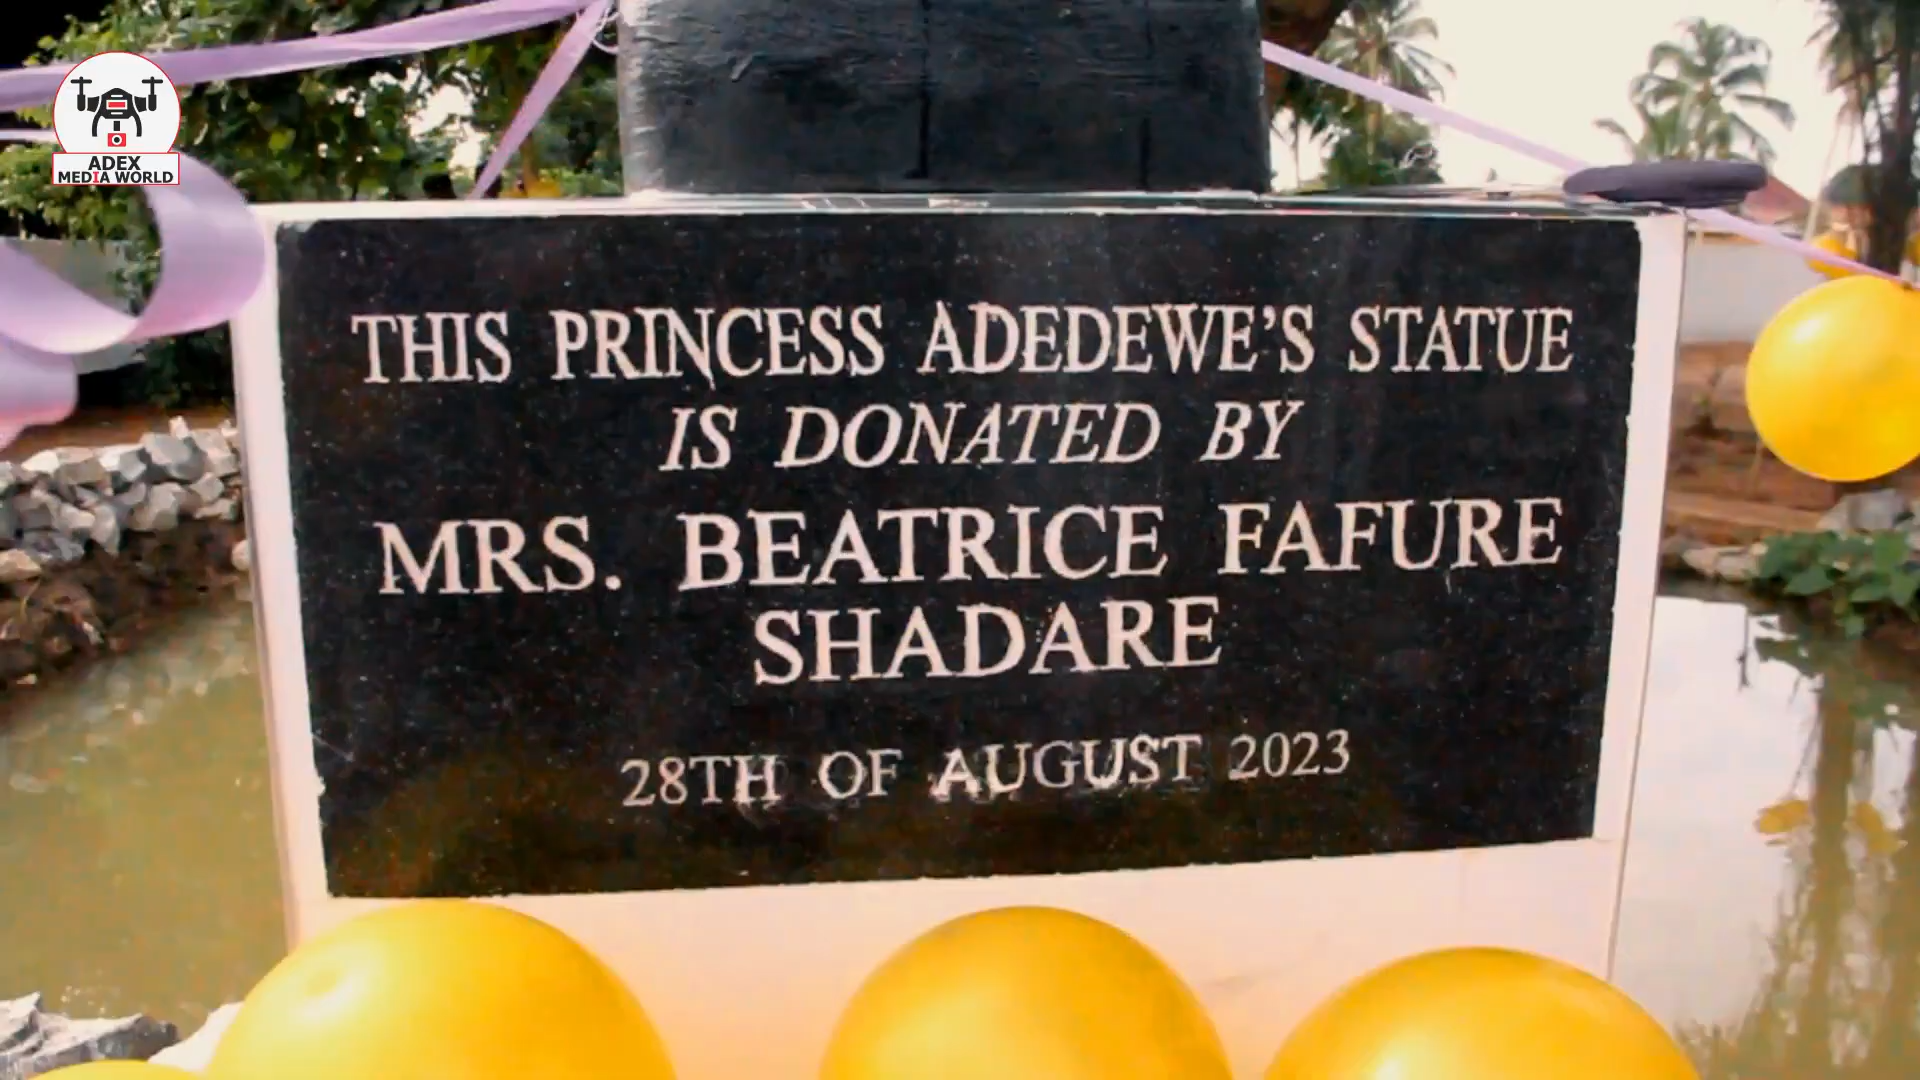 ADEX
MEDIA WORLD
THIS PRINCESS ADEDEWE'S STATUE
IS DONATED BY
MRS. BEATRICE FAFURE
SHADARE
28TH OF AUGUST 2023